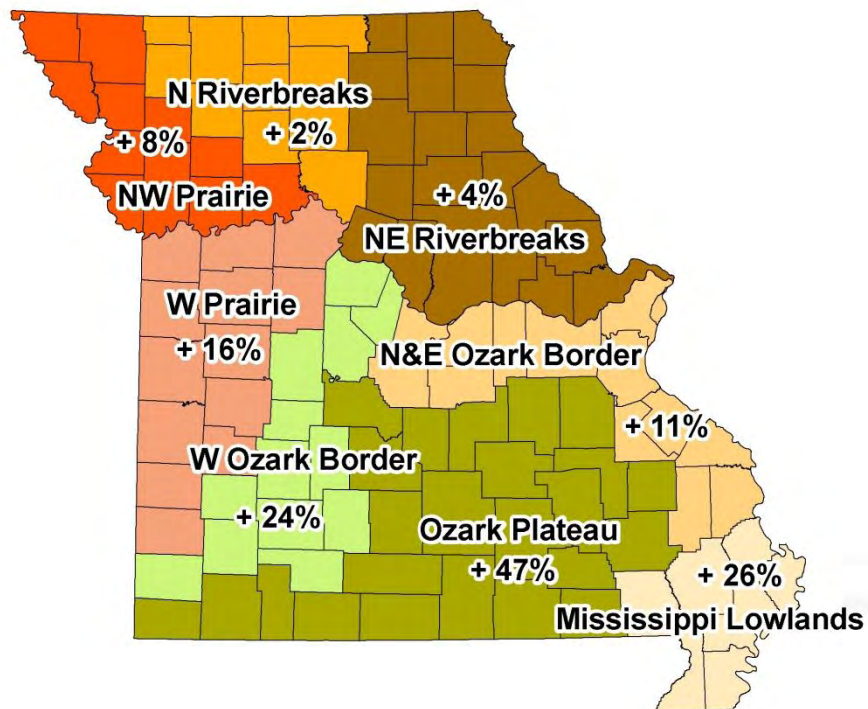 N Riverbreaks
+ 2%
+ 8%
NW Prairie
+ 4%
NE Riverbreaks
W Prairie
+ 16%
N&E Ozark Border
+ 11%
W Ozark Border
+ 24%
Ozark Plateau
+ 47%
+ 26%
Mississippi Lowlands